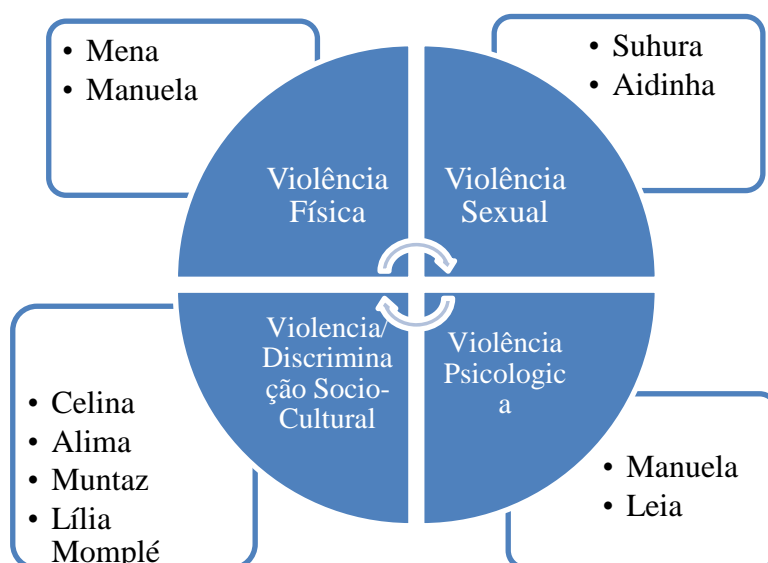 • Mena
• Manuela
• Suhura
• Aidinha
Violência
Física
Violência
Sexual
Violencia/
Discrimina
ção Socio-
Cultural
Violência
Psicologic
a
• Celina
• Alima
• Muntaz
• Lília
Momplé
• Manuela
• Leia